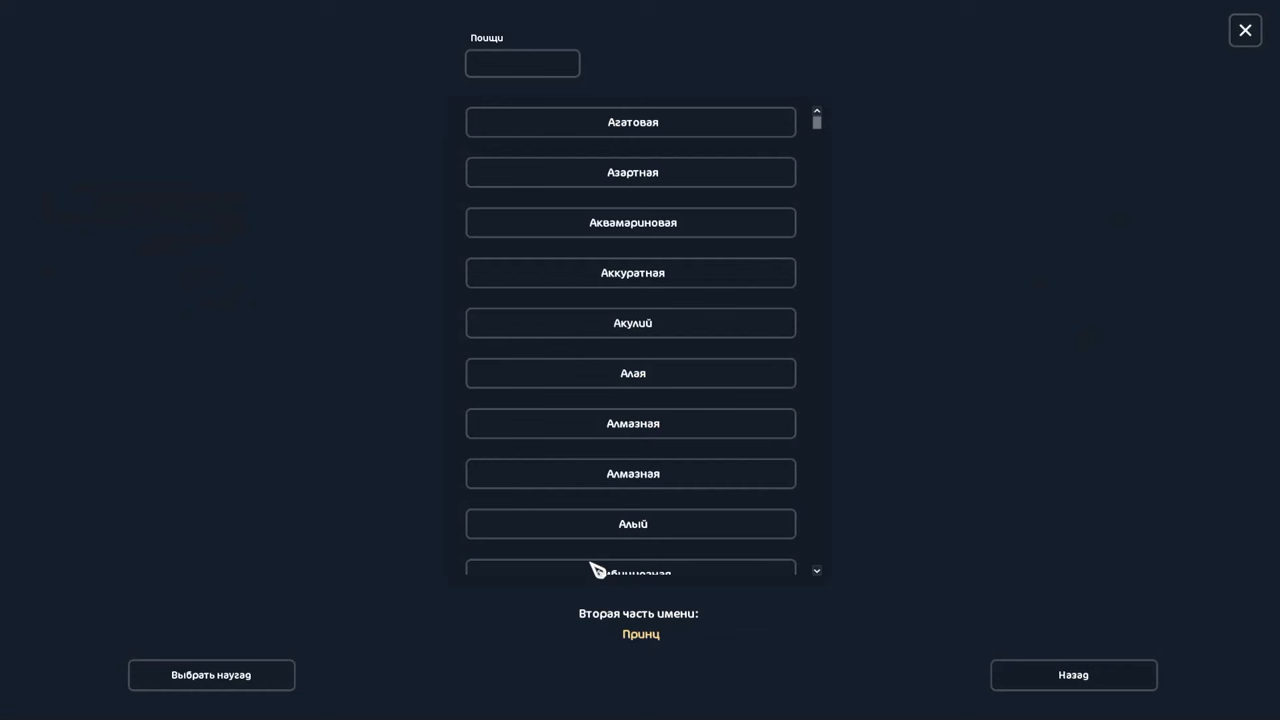 Поищи
Агатовая
Азартная
Аквамариновая
Аккуратная
Акулий
Алая
Алмазная
Алмазная
Алый
Вторая часть имени:
Принц
Выбрать наугад
Назад